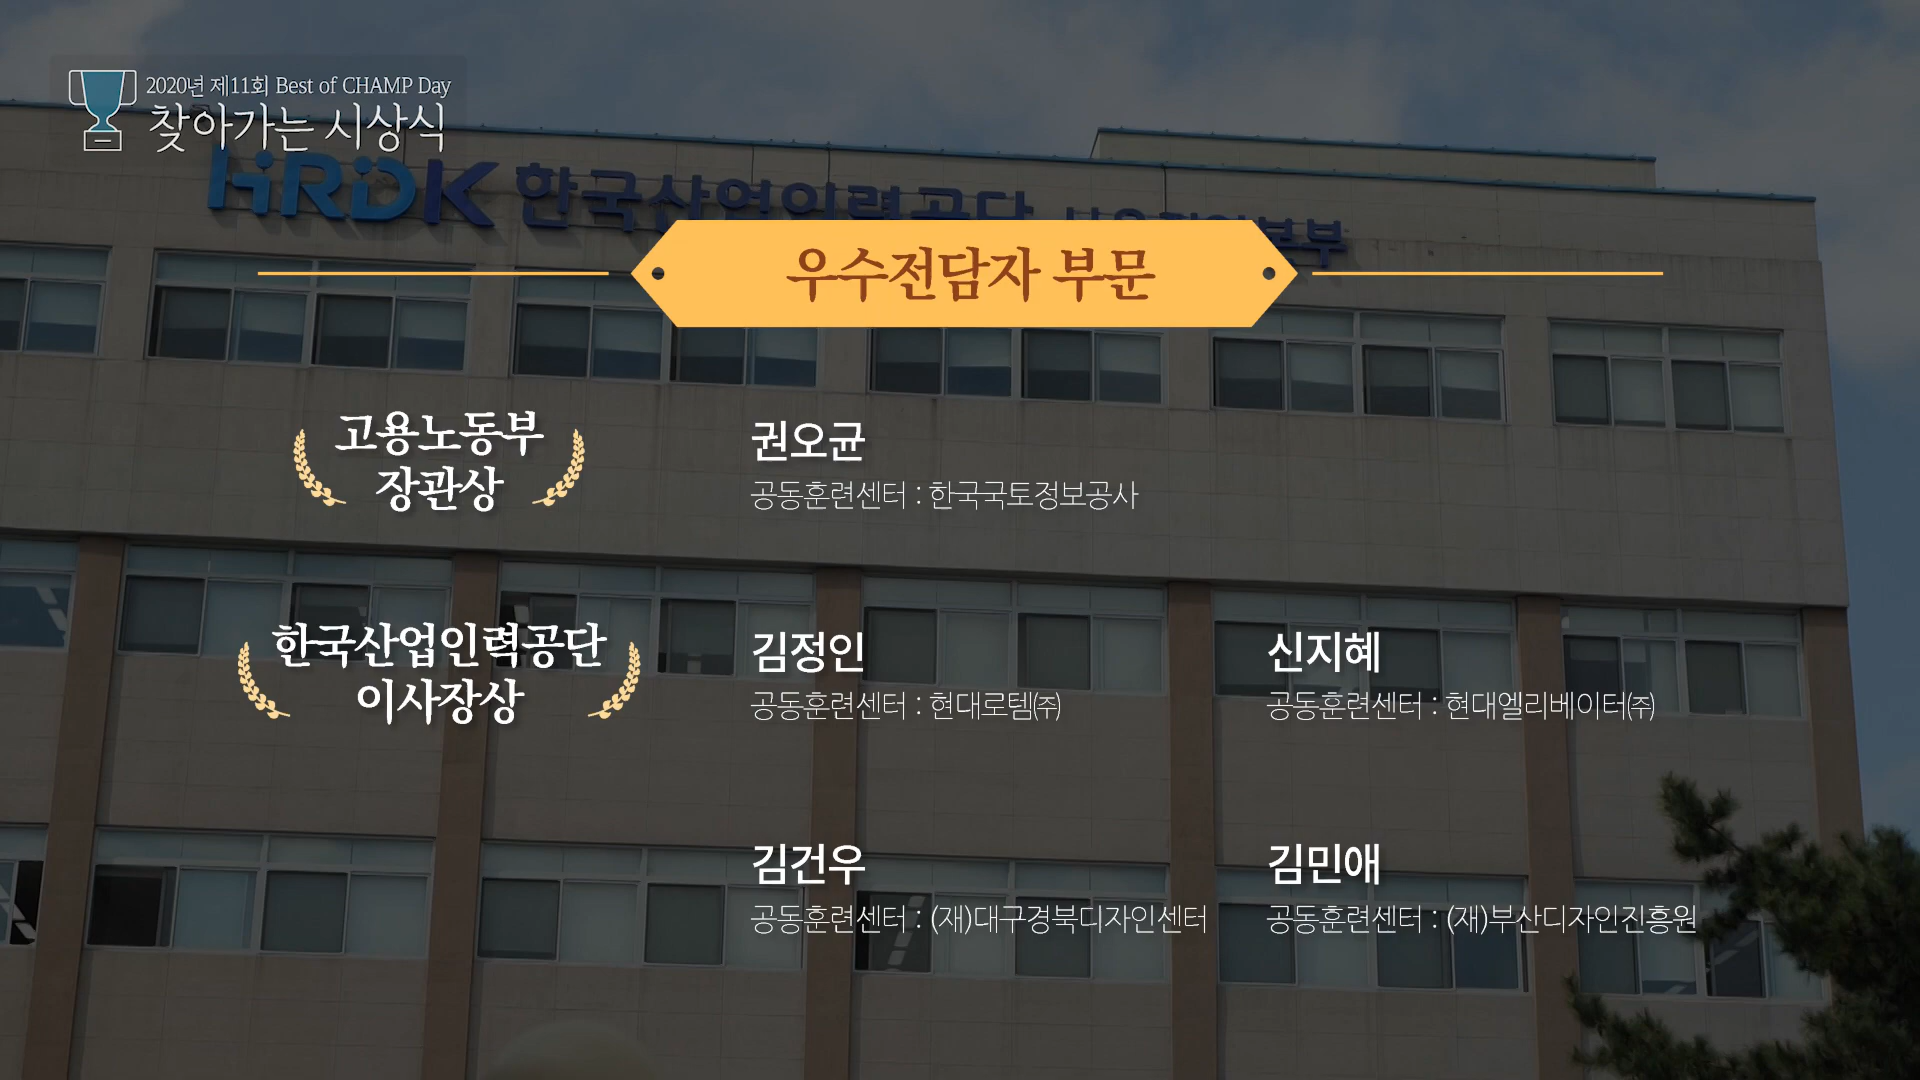 2020년 제11회 Best of CHAMP Day
찾아가는 시상식
HRDK 한국산업인력공단
우수전담자 부문
고용노동부
장관상
권오균
공동훈련센터 : 한국국토정보공사
한국산업인력공단
이사장상
김정인
공동훈련센터 : 현대로템㈜
신지혜
공동훈련센터 : 현대엘리베이터㈜
김건우
공동훈련센터 : (재)대구경북디자인센터
김민애
공동훈련센터 : (재)부산디자인진흥원